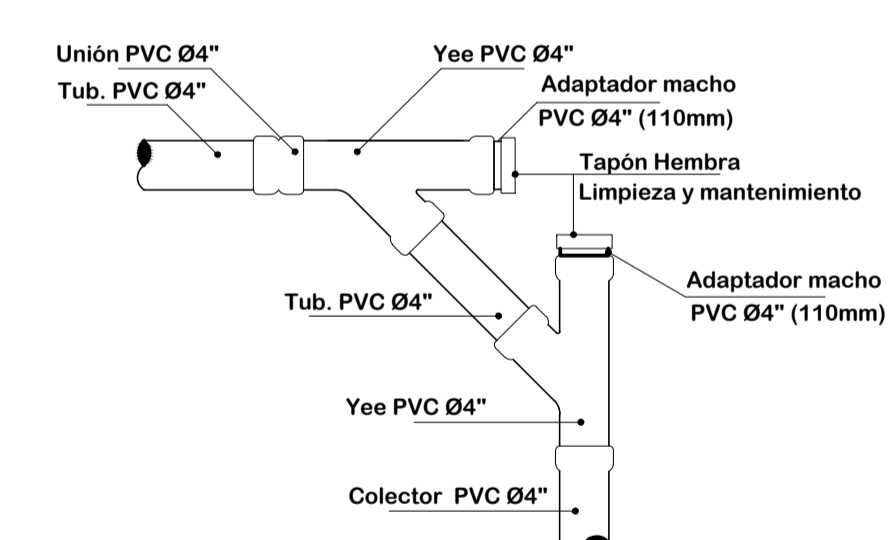 Unión PVC Ø4"
Yee PVC Ø4"
Tub. PVC Ø4"
Adaptador macho
PVC Ø4" (110mm)
Tapón Hembra
Limpieza y mantenimiento
Adaptador macho
PVC Ø4" (110mm)
Tub. PVC Ø4"
Yee PVC Ø4"
Colector PVC Ø4"